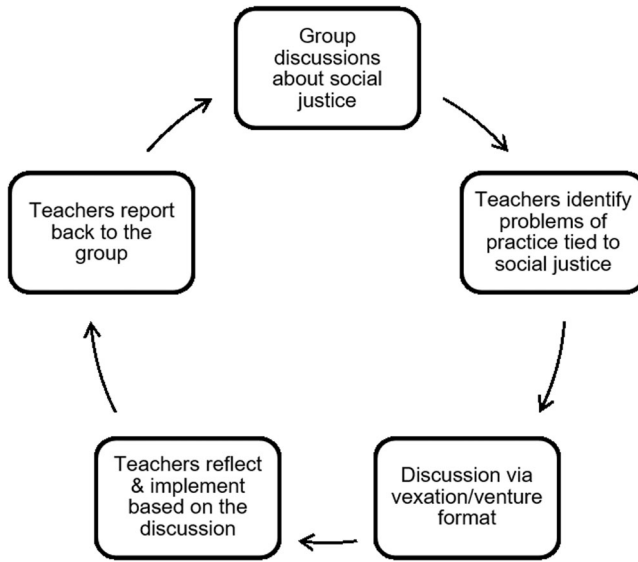 Group
discussions
about social
justice
Teachers identify
problems of
practice tied to
social justice
Discussion via
vexation/venture
format
Teachers reflect
& implement
based on the
discussion
Teachers report
back to the
group